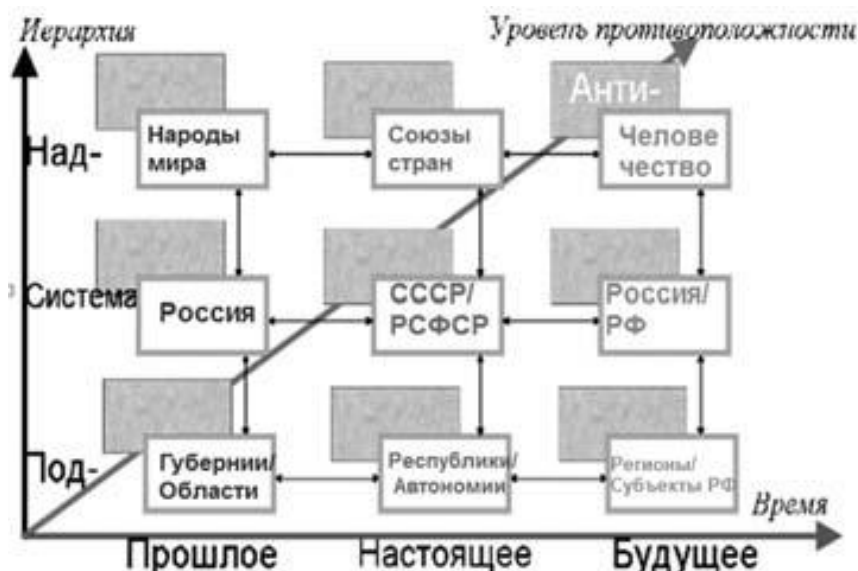 Иерархия
Уровень противоположности
Анти-
Над-
Народы
мира
Союзы
стран
Челове
чество
Система
Россия
СССР/
РСФСР
Россия/
РФ
Под-
Губернии/
Области
Республики/
Автономии
Регионы/
Субъекты РФ
Время
Прошлое
Настоящее
Будущее